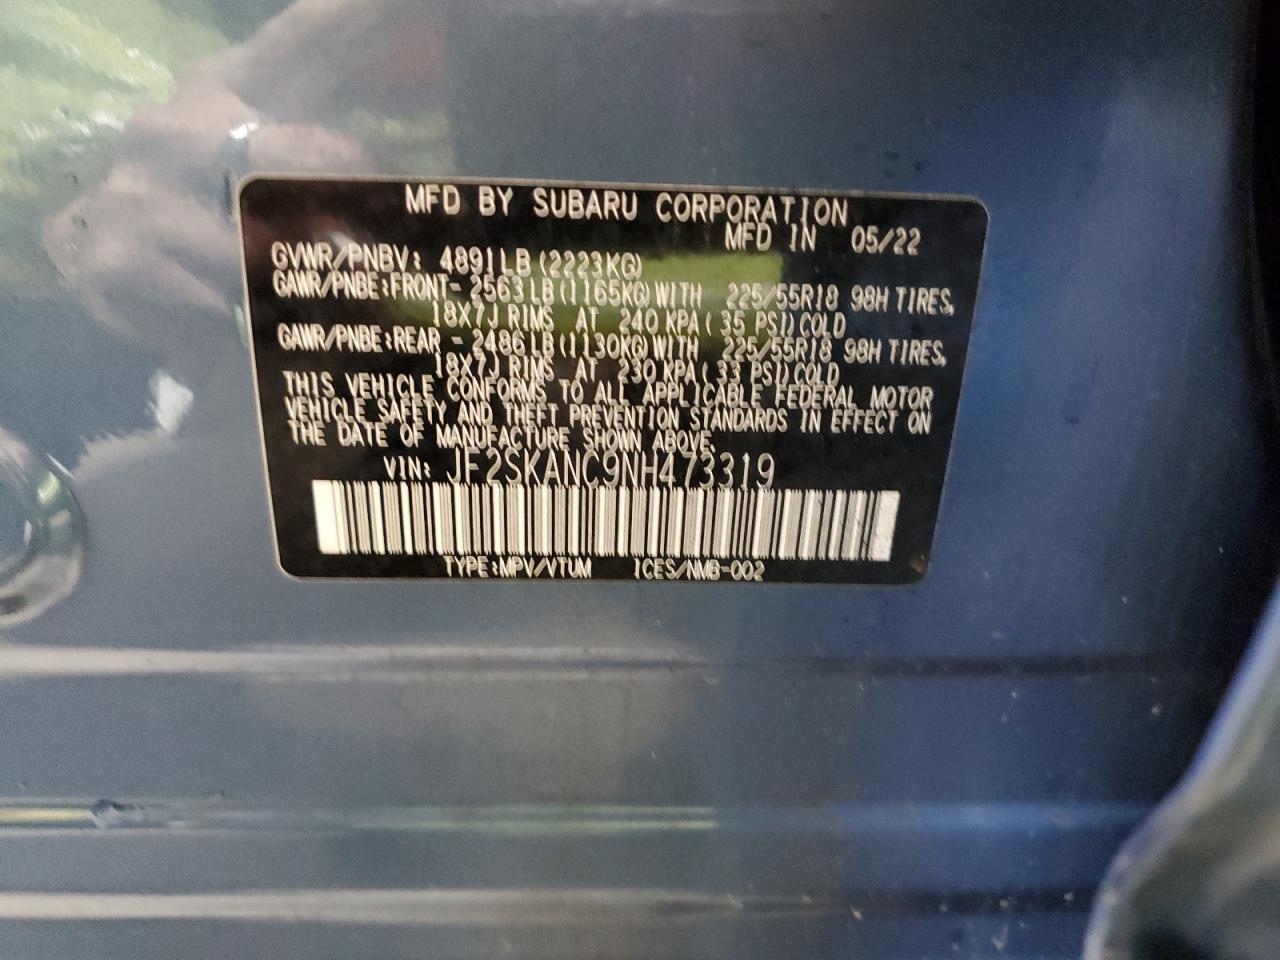 MFD BY SUBARU CORPORATION
MFD IN 05/22
GVWR/PNBV: 4891LB (2223KG)
GAWR/PNBE:FRONT- 2563LB(1165KG)WITH 225/55R18 98H TIRES,
18X7J RIMS AT 240 KPA( 35 PSI)COLD
GAWR/PNBE:REAR - 2486LB(1130KG)WITH 225/55R18 98H TIRES,
18X7J RIMS AT 230 KPA( 33 PSI)COLD
THIS VEHICLE CONFORMS TO ALL APPLICABLE FEDERAL MOTOR
VEHICLE SAFETY AND THEFT PREVENTION STANDARDS IN EFFECT ON
THE DATE OF MANUFACTURE SHOWN ABOVE.
VIN: JF2SKANC9NH473319
TYPE:MPV/VTUM ICES/NMB-002